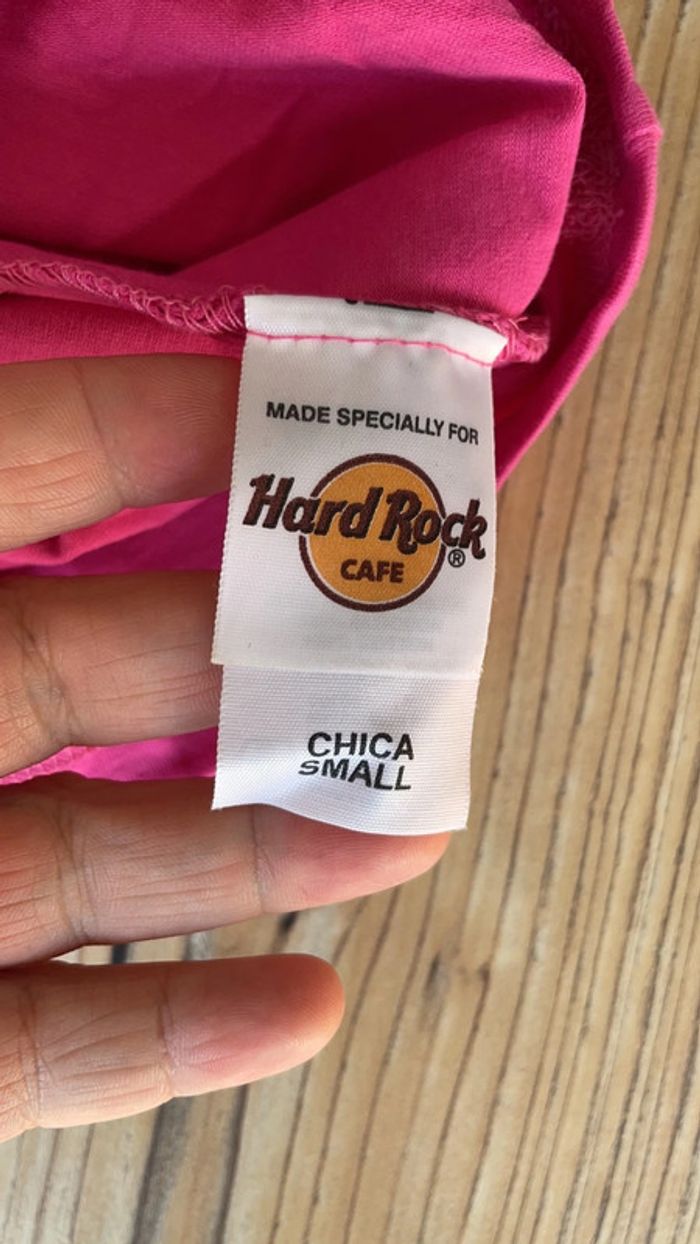 MADE SPECIALLY FOR
Hard Rock®
CAFE
CHICA
SMALL